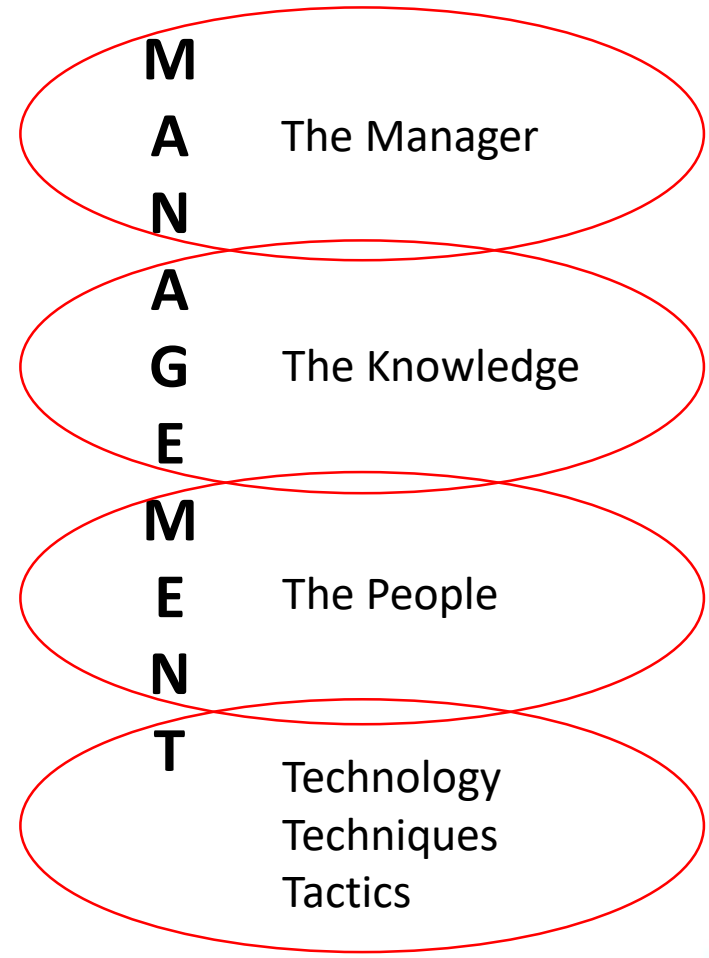 M
A
The Manager
N
A
G
The Knowledge
E
M
E
The People
N
T
Technology
Techniques
Tactics